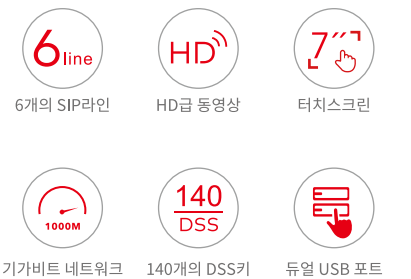 6line
HD
7″
6개의 SIP라인
HD급 동영상
터치스크린
1000M
140
DSS
기가비트 네트워크
140개의 DSS키
듀얼 USB 포트